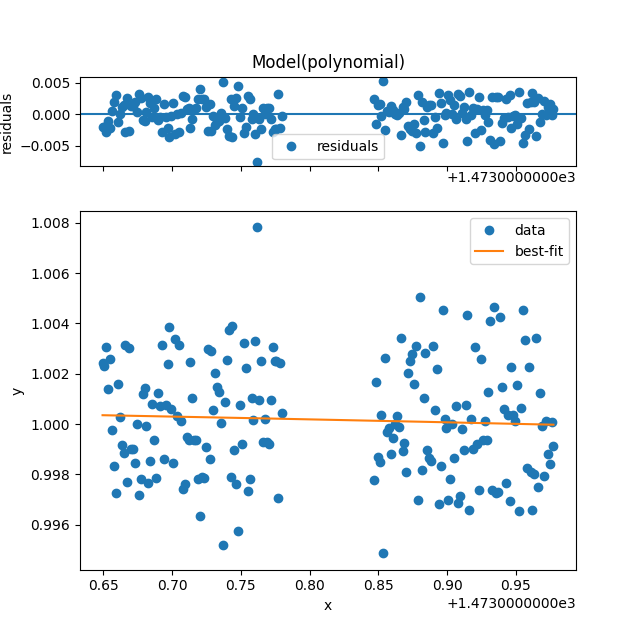 Model(polynomial)
0.005
0.000
−0.005
residuals
residuals
+1.4730000000e3
1.008
1.006
1.004
1.002
1.000
0.998
0.996
y
data
best-fit
0.65 0.70 0.75 0.80 0.85 0.90 0.95
x
+1.4730000000e3